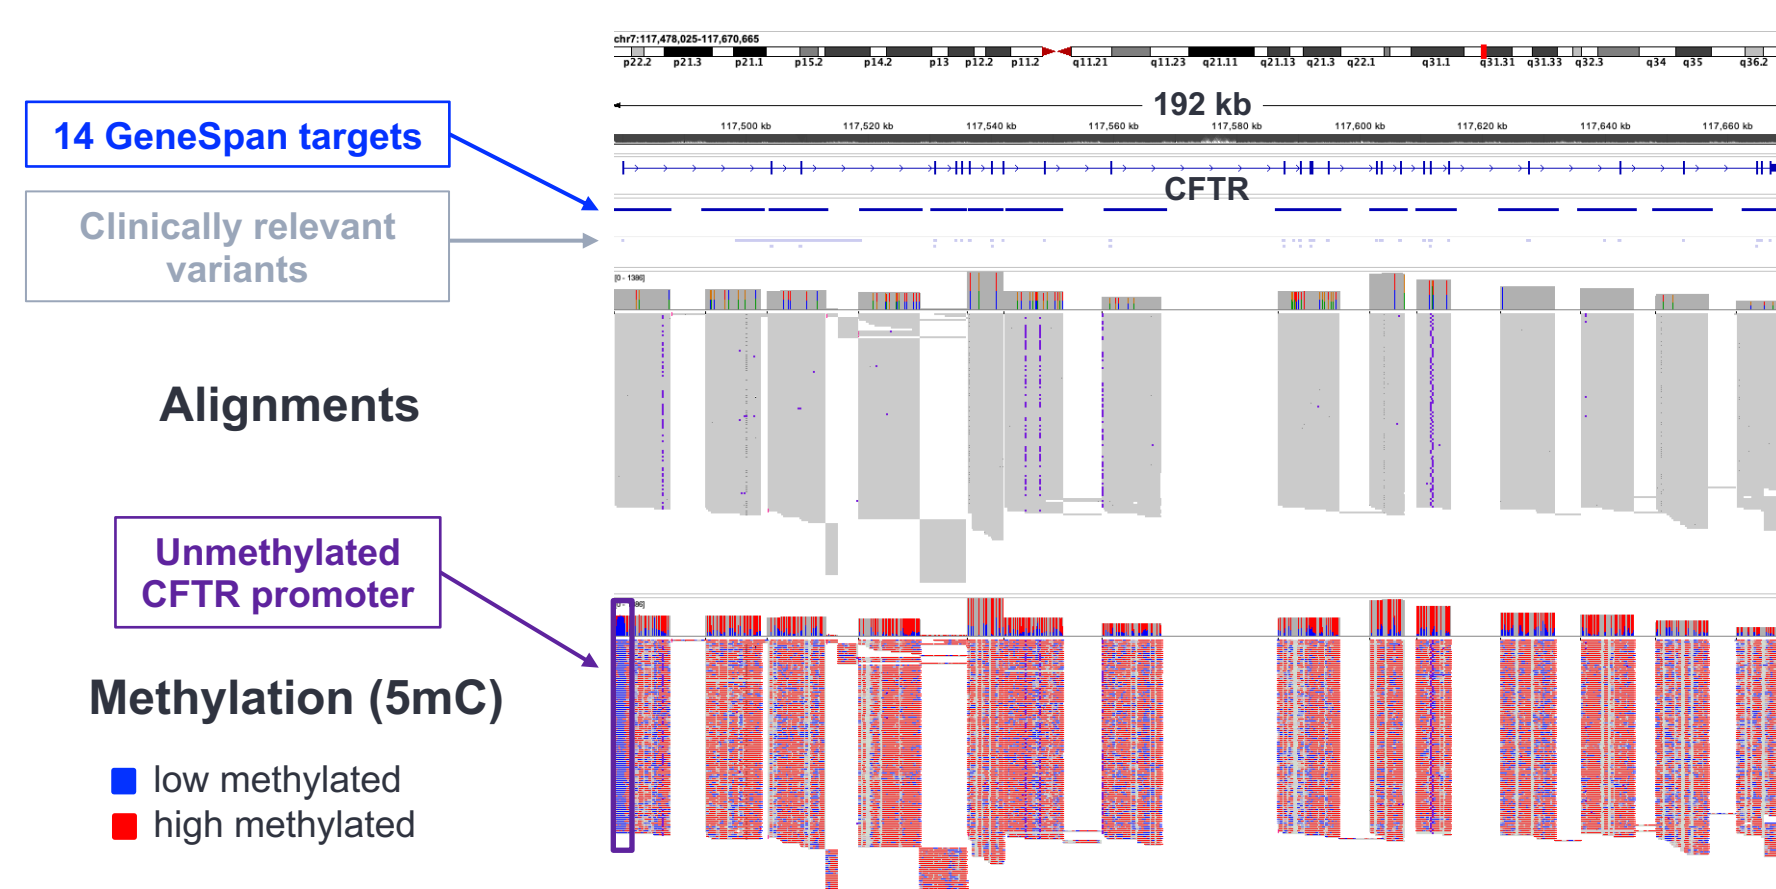 chr7:117,478,025-117,670,665
p22.2 p21.3 p21.1 p15.2 p14.2 p13 p12.2 p11.2 q11.21 q11.23 q21.11 q21.13 q21.3 q22.1 q31.1 q31.31 q31.33 q32.3 q34 q35 q36.2
192 kb
117,500 kb 117,520 kb 117,540 kb 117,560 kb 117,580 kb 117,600 kb 117,620 kb 117,640 kb 117,660 kb
14 GeneSpan targets
CFTR
Clinically relevant
variants
[0 - 1386]
Alignments
Unmethylated
CFTR promoter
Methylation (5mC)
low methylated
high methylated